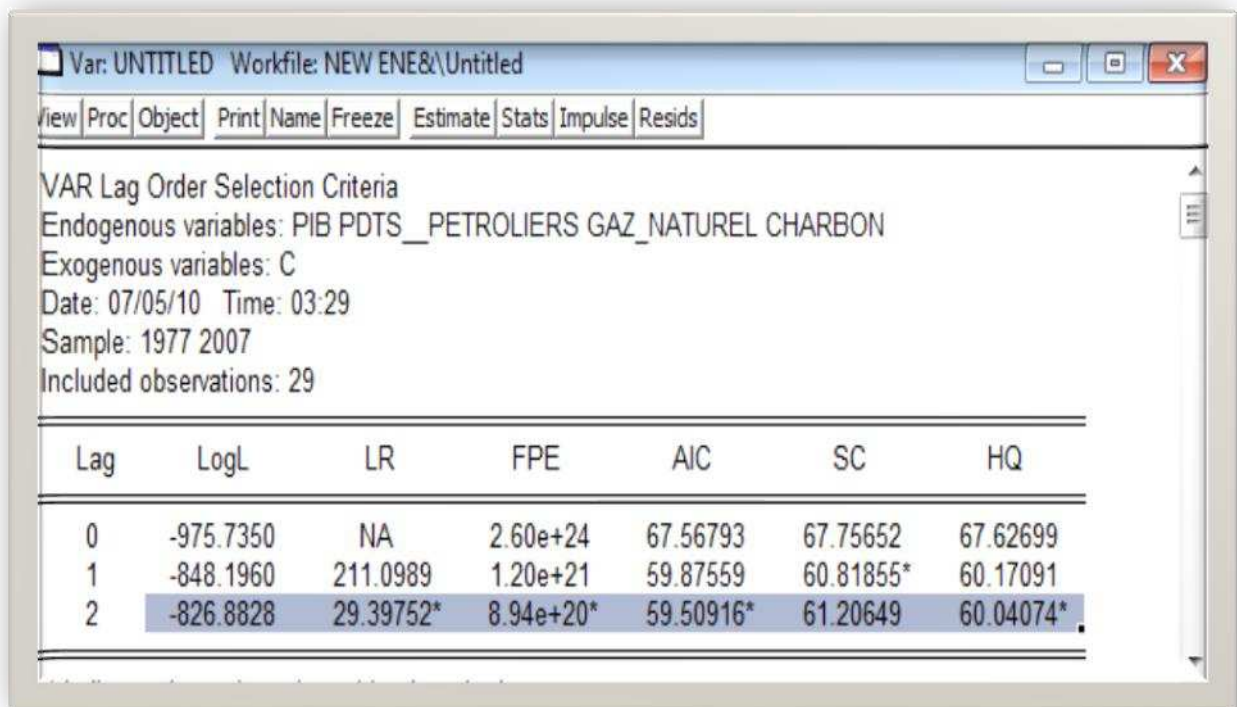 Var: UNTITLED Workfile: NEW ENE&\Untitled
View Proc Object Print Name Freeze Estimate Stats Impulse Resids
VAR Lag Order Selection Criteria
Endogenous variables: PIB PDTS__PETROLIERS GAZ_NATUREL CHARBON
Exogenous variables: C
Date: 07/05/10 Time: 03:29
Sample: 1977 2007
Included observations: 29
Lag LogL LR FPE AIC SC HQ
0 -975.7350 NA 2.60e+24 67.56793 67.75652 67.62699
1 -848.1960 211.0989 1.20e+21 59.87559 60.81855* 60.17091
2 -826.8828 29.39752* 8.94e+20* 59.50916* 61.20649 60.04074*